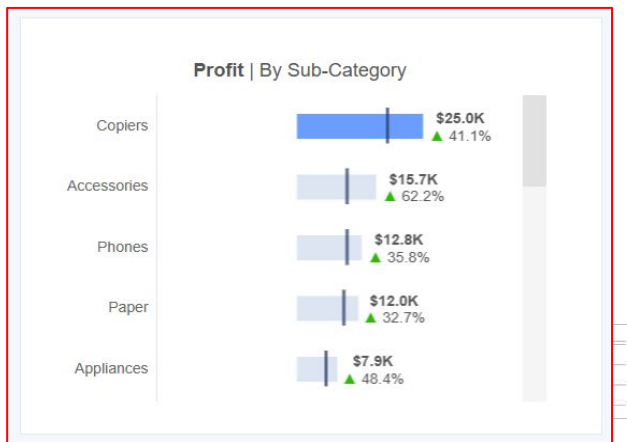 Profit | By Sub-Category
Copiers
$25.0K
▲ 41.1%
Accessories
$15.7K
▲ 62.2%
Phones
$12.8K
▲ 35.8%
Paper
$12.0K
▲ 32.7%
Appliances
$7.9K
▲ 48.4%